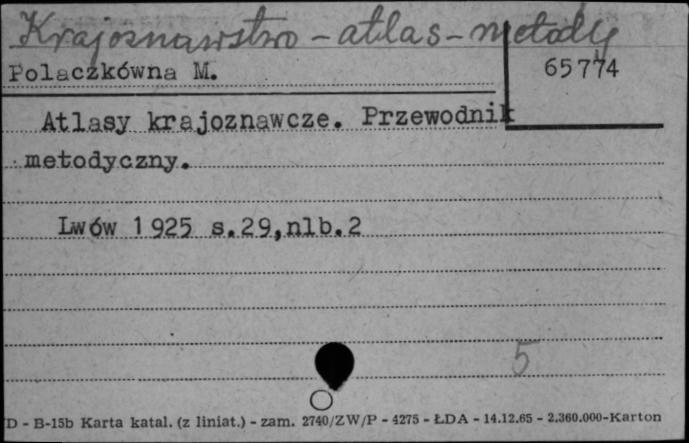 Krajoznawstwo - atlas - metody
Polaczkówna M.
65774
Atlasy krajoznawcze. Przewodnik
metodyczny.
Lwów 1925 s.29,nlb.2
5
D - B-15b Karta katal. (z liniat.) - zam. 2740/ZW/P - 4275 - ŁDA - 14.12.65 - 2.360.000-Karton